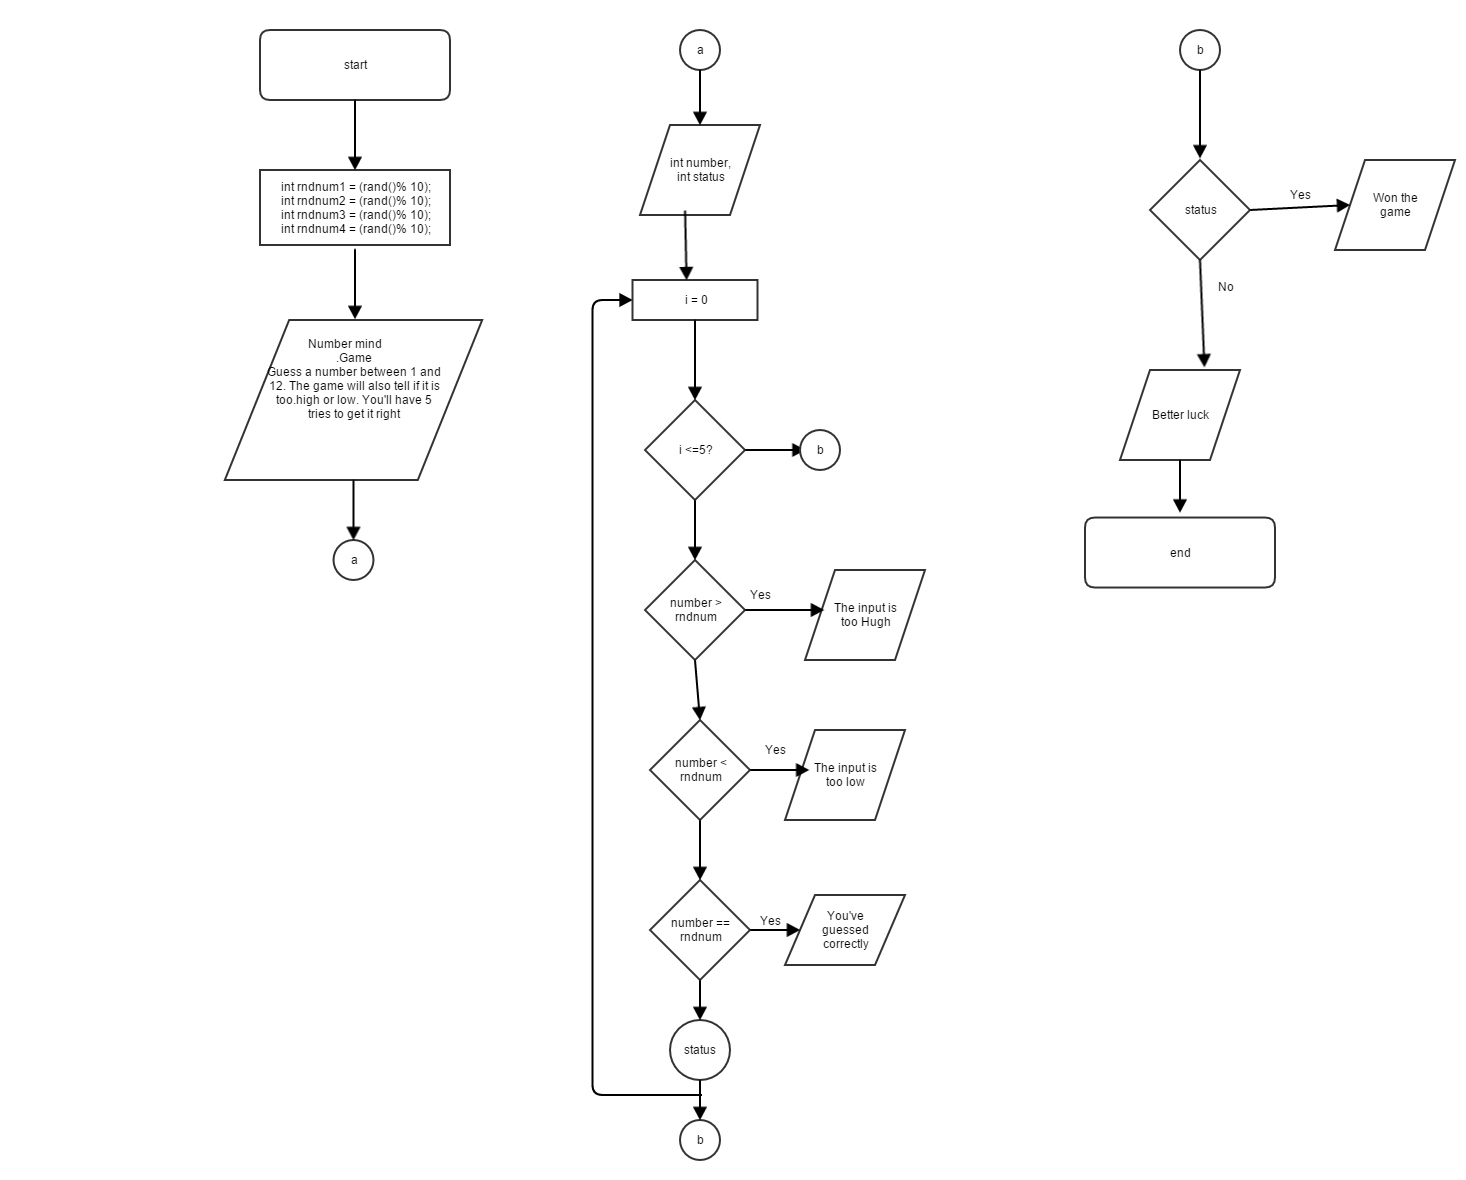 start
int rndnum1 = (rand()% 10);
int rndnum2 = (rand()% 10);
int rndnum3 = (rand()% 10);
int rndnum4 = (rand()% 10);
Number mind
.Game
Guess a number between 1 and
12. The game will also tell if it is
too.high or low. You'll have 5
tries to get it right
a
a
int number,
int status
i = 0
i <=5?
b
number >
rndnum
Yes
The input is
too Hugh
number <
rndnum
Yes
The input is
too low
number ==
rndnum
Yes
You've
guessed
correctly
status
b
b
status
Yes
Won the
game
No
Better luck
end